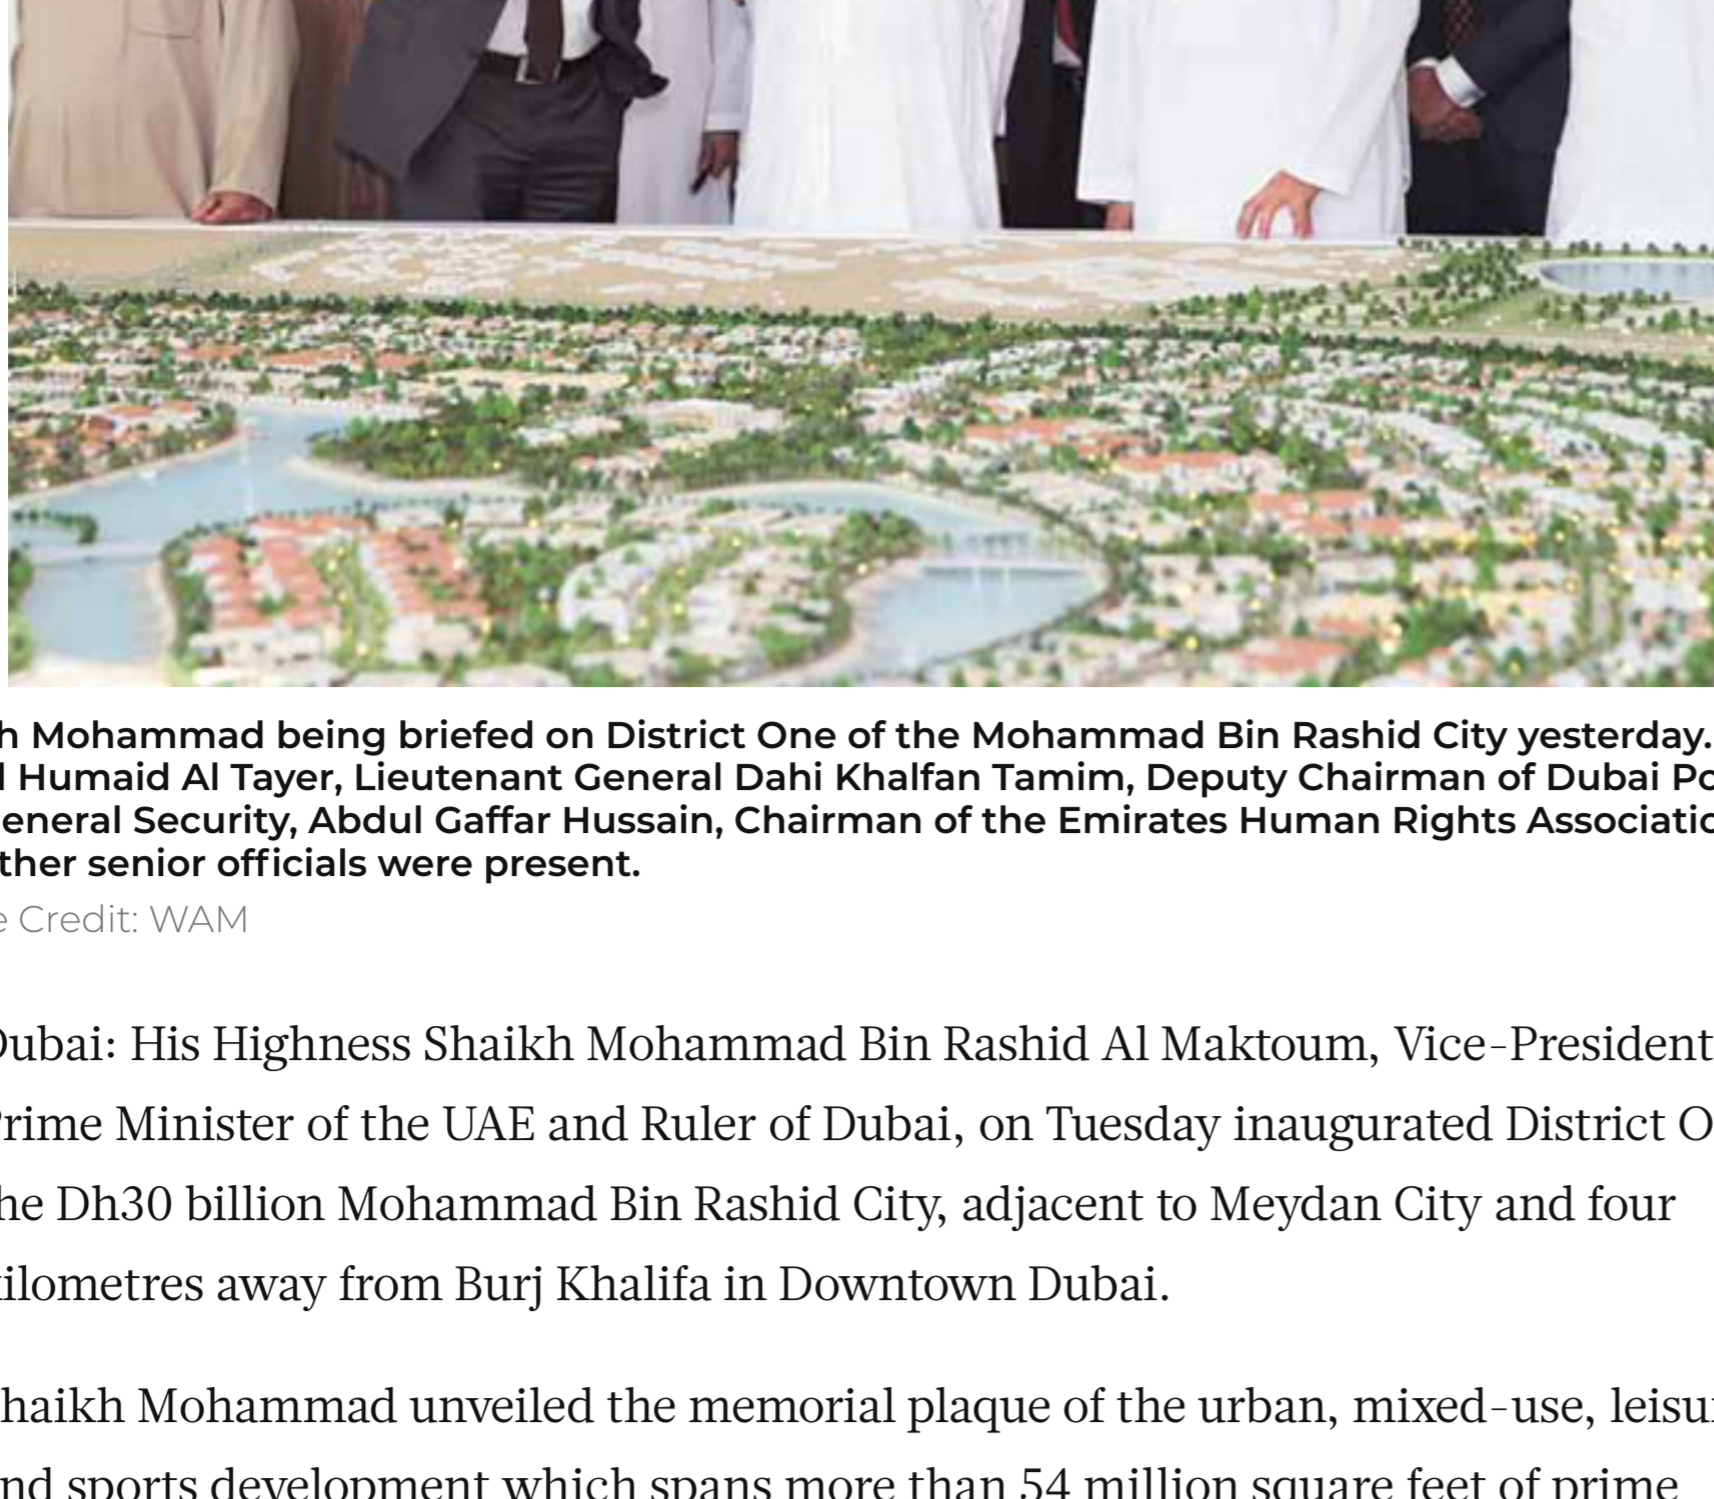 h Mohammad being briefed on District One of the Mohammad Bin Rashid City yesterday.
Humaid Al Tayer, Lieutenant General Dahi Khalfan Tamim, Deputy Chairman of Dubai Po
eneral Security, Abdul Gaffar Hussain, Chairman of the Emirates Human Rights Associatio
ther senior officials were present.
e Credit: WAM
Dubai: His Highness Shaikh Mohammad Bin Rashid Al Maktoum, Vice-President
rime Minister of the UAE and Ruler of Dubai, on Tuesday inaugurated District O
he Dh30 billion Mohammad Bin Rashid City, adjacent to Meydan City and four
ilometres away from Burj Khalifa in Downtown Dubai.
haikh Mohammad unveiled the memorial plaque of the urban, mixed-use, leisu
nd sports development which spans more than 54 million square feet of prime